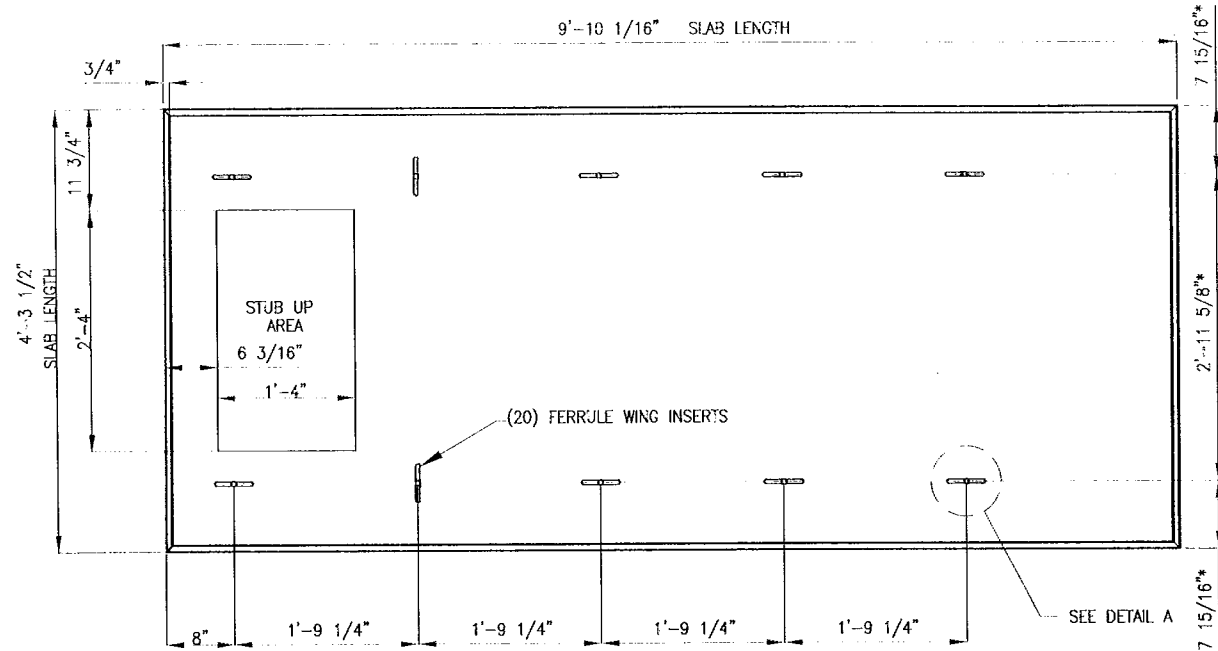 9'-10 1/16" SLAB LENGTH
7 15/16"*
3/4"
11 3/4"
4'-3 1/2"
SLAB LENGTH
2'-4"
STUB UP
AREA
6 3/16"
1'-4"
2'-11 5/8"*
(20) FERRULE WING INSERTS
SEE DETAIL A
8"
1'-9 1/4"
1'-9 1/4"
1'-9 1/4"
1'-9 1/4"
7 15/16"*